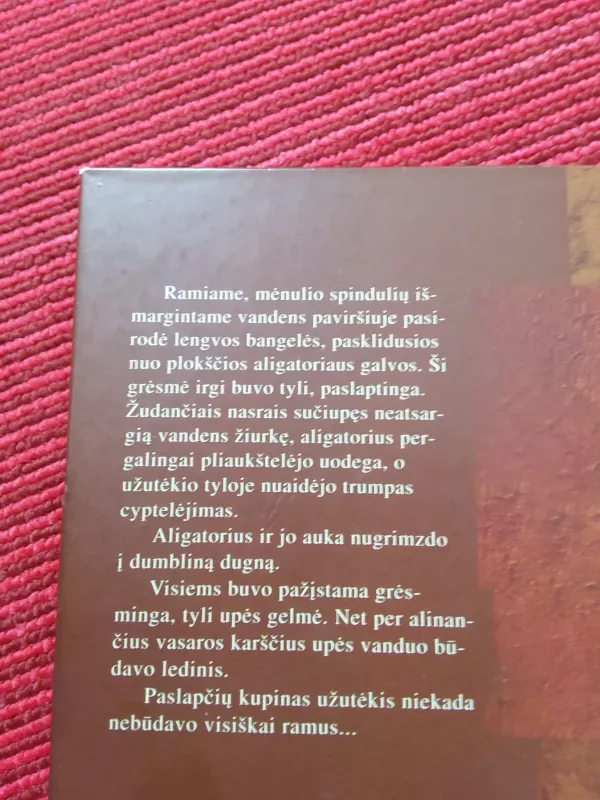 Ramiame, mėnulio spindulių iš-
margintame vandens paviršiuje pasi-
rodė lengvos bangelės, pasklidusios
nuo plokščios aligatoriaus galvos. Ši
grėsmė irgi buvo tyli, paslaptinga.
Žudančiais nasrais sučiupęs neatsar-
gią vandens žiurkę, aligatorius per-
galingai pliaukštelėjo uodega, o
užutėkio tyloje nuaidėjo trumpas
cyptelėjimas.
Aligatorius ir jo auka nugrimzdo
į dumbliną dugną.
Visiems buvo pažįstama grės-
minga, tyli upės gelmė. Net per alinan-
čius vasaros karščius upės vanduo bū-
davo ledinis.
Paslapčių kupinas užutėkis niekada
nebūdavo visiškai ramus...